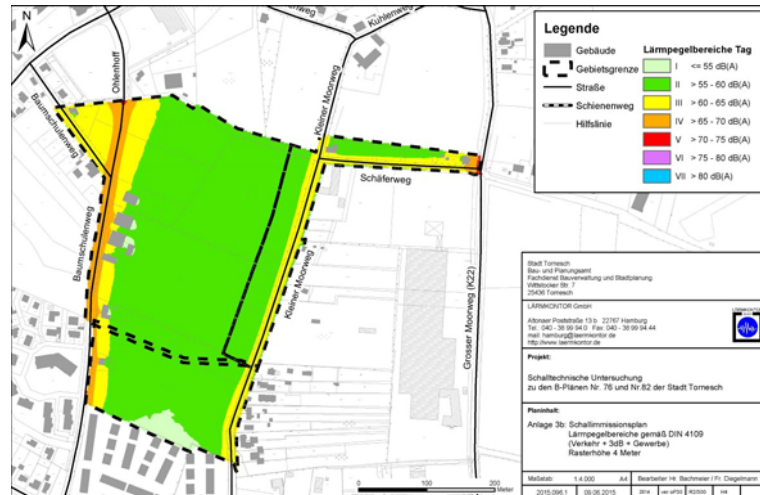 N
Ohlenhoff
Baumschulenweg
Baumschulenweg
Kuhlenweg
Kleiner Moorweg
Schäferweg
Kleiner Moorweg
Grosser Moorweg (K22)
0
100
200
Meter
Legende
Gebäude
Gebietsgrenze
Straße
Schienenweg
Hilfslinie
Lärmpegelbereiche Tag
I <= 55 dB(A)
II > 55 - 60 dB(A)
III > 60 - 65 dB(A)
IV > 65 - 70 dB(A)
V > 70 - 75 dB(A)
VI > 75 - 80 dB(A)
VII > 80 dB(A)
Stadt Tornesch
Bau- und Planungsamt
Fachdienst Bauverwaltung und Stadtplanung
Wittstocker Str. 7
25436 Tornesch
LÄRMKONTOR GmbH
Altonaer Poststraße 13 b 22767 Hamburg
Tel.: 040 - 38 99 94.0 Fax: 040 - 38 99 94.44
mail: hamburg@laermkontor.de
http://www.laermkontor.de
Projekt:
Schalltechnische Untersuchung
zu den B-Plänen Nr. 76 und Nr.82 der Stadt Tornesch
Planinhalt:
Anlage 3b: Schallimmissionsplan
Lärmpegelbereiche gemäß DIN 4109
(Verkehr + 3dB + Gewerbe)
Rasterhöhe 4 Meter
Maßstab: 1:4.000 A4 Bearbeiter: Hr. Bachmeier / Fr. Diegelmann
2015.096.1 09.06.2015